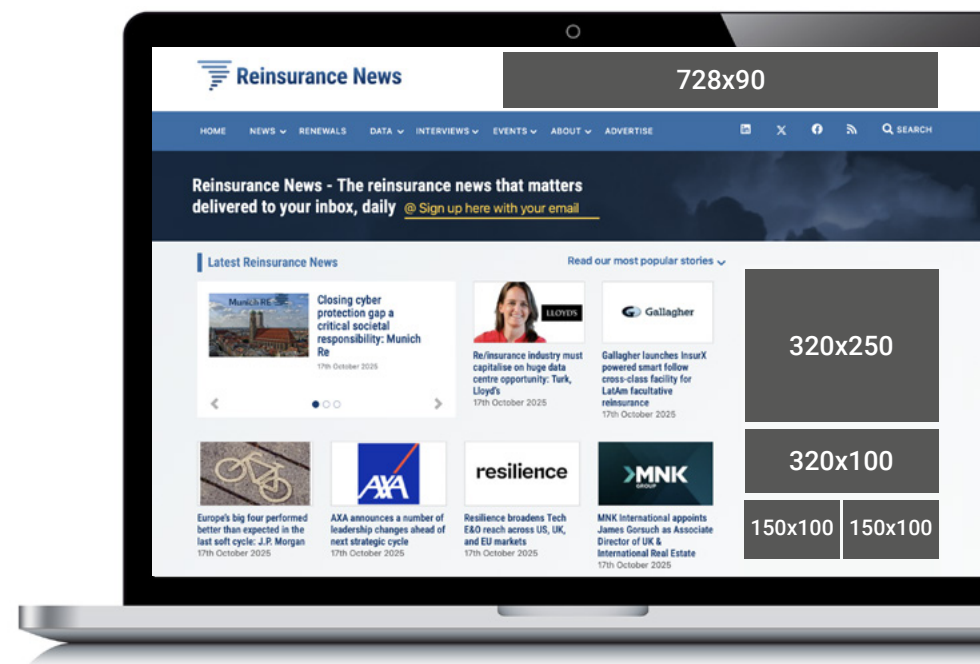 Reinsurance News
728x90
HOME NEWS RENEWALS DATA INTERVIEWS EVENTS ABOUT ADVERTISE SEARCH
Reinsurance News - The reinsurance news that matters
delivered to your inbox, daily @ Sign up here with your email
Latest Reinsurance News
Read our most popular stories
Munich RE
Closing cyber
protection gap a
critical societal
responsibility: Munich
Re
17th October 2025
LLOYD'S
Re/insurance industry must
capitalise on huge data
centre opportunity: Turk,
Lloyd's
17th October 2025
Gallagher
Gallagher launches InsurX
powered smart follow
cross-class facility for
LatAm facultative
reinsurance
17th October 2025
320x250
320x100
150x100
150x100
Europe's big four performed
better than expected in the
last soft cycle: J.P. Morgan
17th October 2025
AXA
AXA announces a number of
leadership changes ahead of
next strategic cycle
17th October 2025
resilience
Resilience broadens Tech
E&O reach across US, UK,
and EU markets
17th October 2025
MNK
GROUP
MNK International appoints
James Gorsuch as Associate
Director of UK &
International Real Estate
17th October 2025